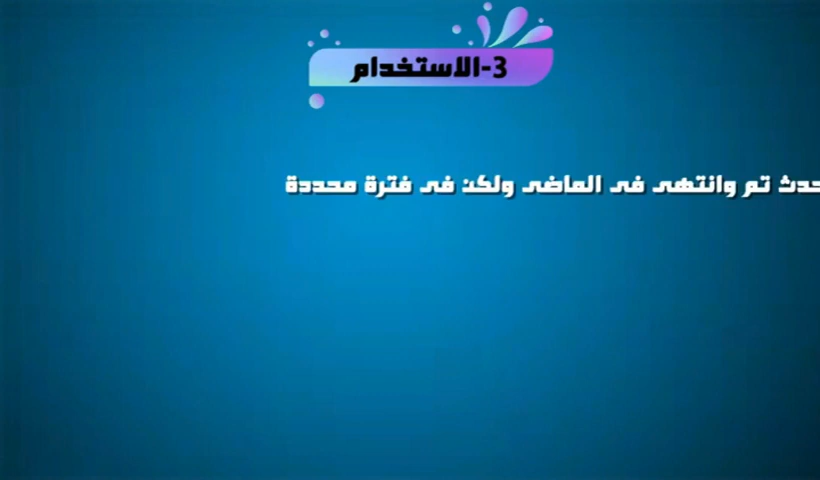 3-الاستخدام
حدث تم وانتهى فى الماضى ولكن فى فترة محددة